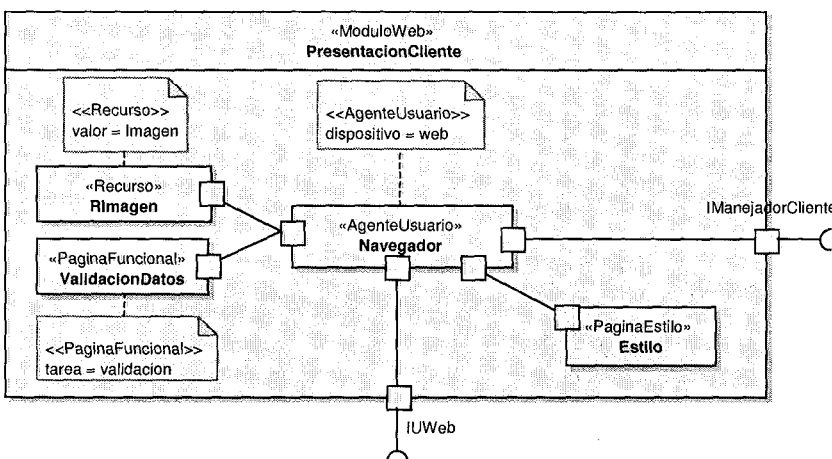 «ModuloWeb»
PresentacionCliente
<<Recurso>>
valor = Imagen
<<AgenteUsuario>>
dispositivo = web
«Recurso»
RImagen
«AgenteUsuario»
Navegador
IManejadorCliente
«PaginaFuncional»
ValidacionDatos
«PaginaEstilo»
Estilo
<<PaginaFuncional>>
tarea = validacion
IUWeb